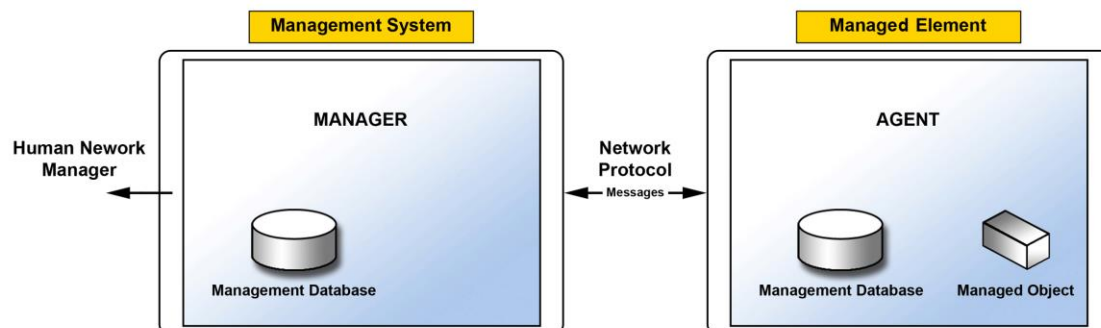 Management System
Managed Element
MANAGER
AGENT
Human Nework
Manager
Network
Protocol
Messages
Management Database
Management Database
Managed Object